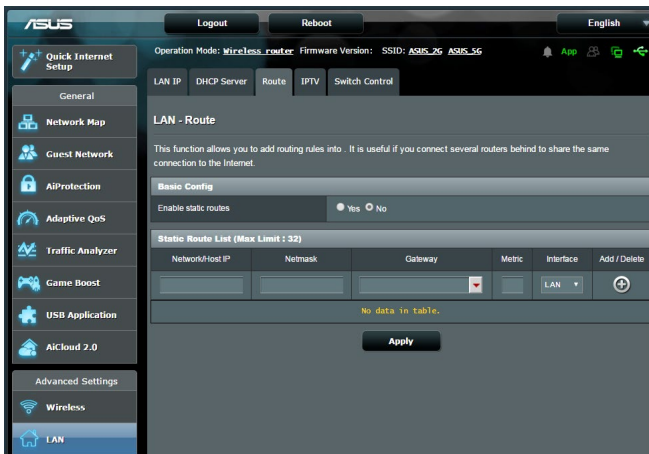 ASUS
Logout
Reboot
English
Quick Internet
Setup
General
Network Map
Guest Network
AiProtection
Adaptive QoS
Traffic Analyzer
Game Boost
USB Application
AiCloud 2.0
Advanced Settings
Wireless
LAN
Operation Mode: Wireless router Firmware Version: SSID: ASUS_2G ASUS_5G
App
LAN IP DHCP Server Route IPTV Switch Control
LAN - Route
This function allows you to add routing rules into . It is useful if you connect several routers behind to share the same
connection to the Internet.
Basic Config
Enable static routes Yes No
Static Route List (Max Limit : 32)
Network/Host IP Netmask Gateway Metric Interface Add / Delete
LAN
No data in table.
Apply